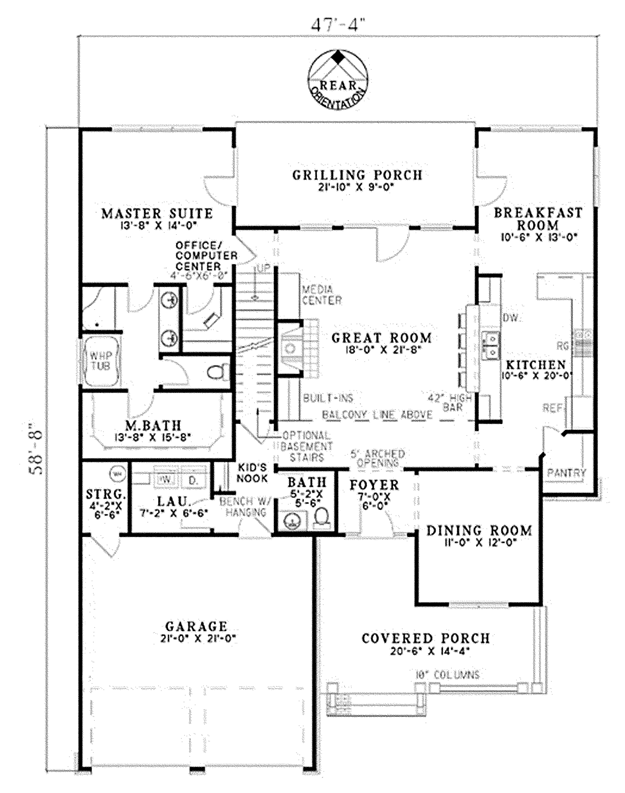 47'-4"
REAR
ORIENTATION
GRILLING PORCH
21'-10" X 9'-0"
MASTER SUITE
13'-8" X 14'-0"
BREAKFAST
ROOM
10'-6" X 13'-0"
OFFICE/
COMPUTER
CENTER
4'-6"X6'-0"
UP
MEDIA
CENTER
DW.
GREAT ROOM
18'-0" X 21'-8"
WHP
TUB
RG
KITCHEN
10'-6" X 20'-0"
BUILT-INS
42" HIGH
BAR
REF.
BALCONY LINE ABOVE
M.BATH
13'-8" X 15'-8"
58'-8"
OPTIONAL
BASEMENT
STAIRS
5' ARCHED
OPENING
PANTRY
KID'S
NOOK
W
D.
STRG.
4'-2"X
6'-6"
LAU.
7'-2" X 6'-6"
BENCH W/
HANGING
BATH
5'-2"X
5'-6"
FOYER
7'-0"X
6'-0"
DINING ROOM
11'-0" X 12'-0"
GARAGE
21'-0" X 21'-0"
COVERED PORCH
20'-6" X 14'-4"
10" COLUMNS